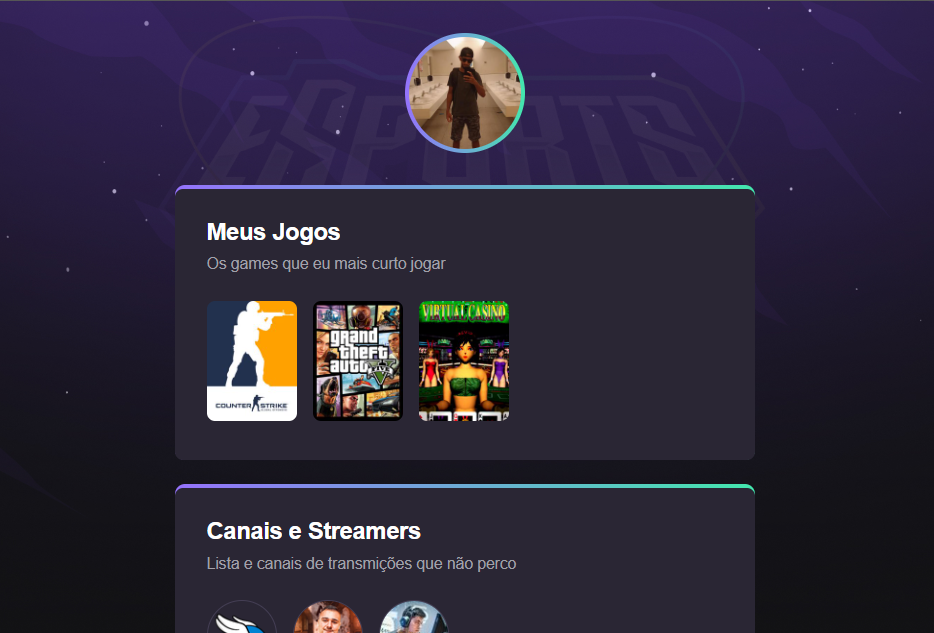 ESPORTS
Meus Jogos
Os games que eu mais curto jogar
COUNTER STRIKE
grand
theft
auto
V
VIRTUAL CASINO
Canais e Streamers
Lista e canais de transmições que não perco